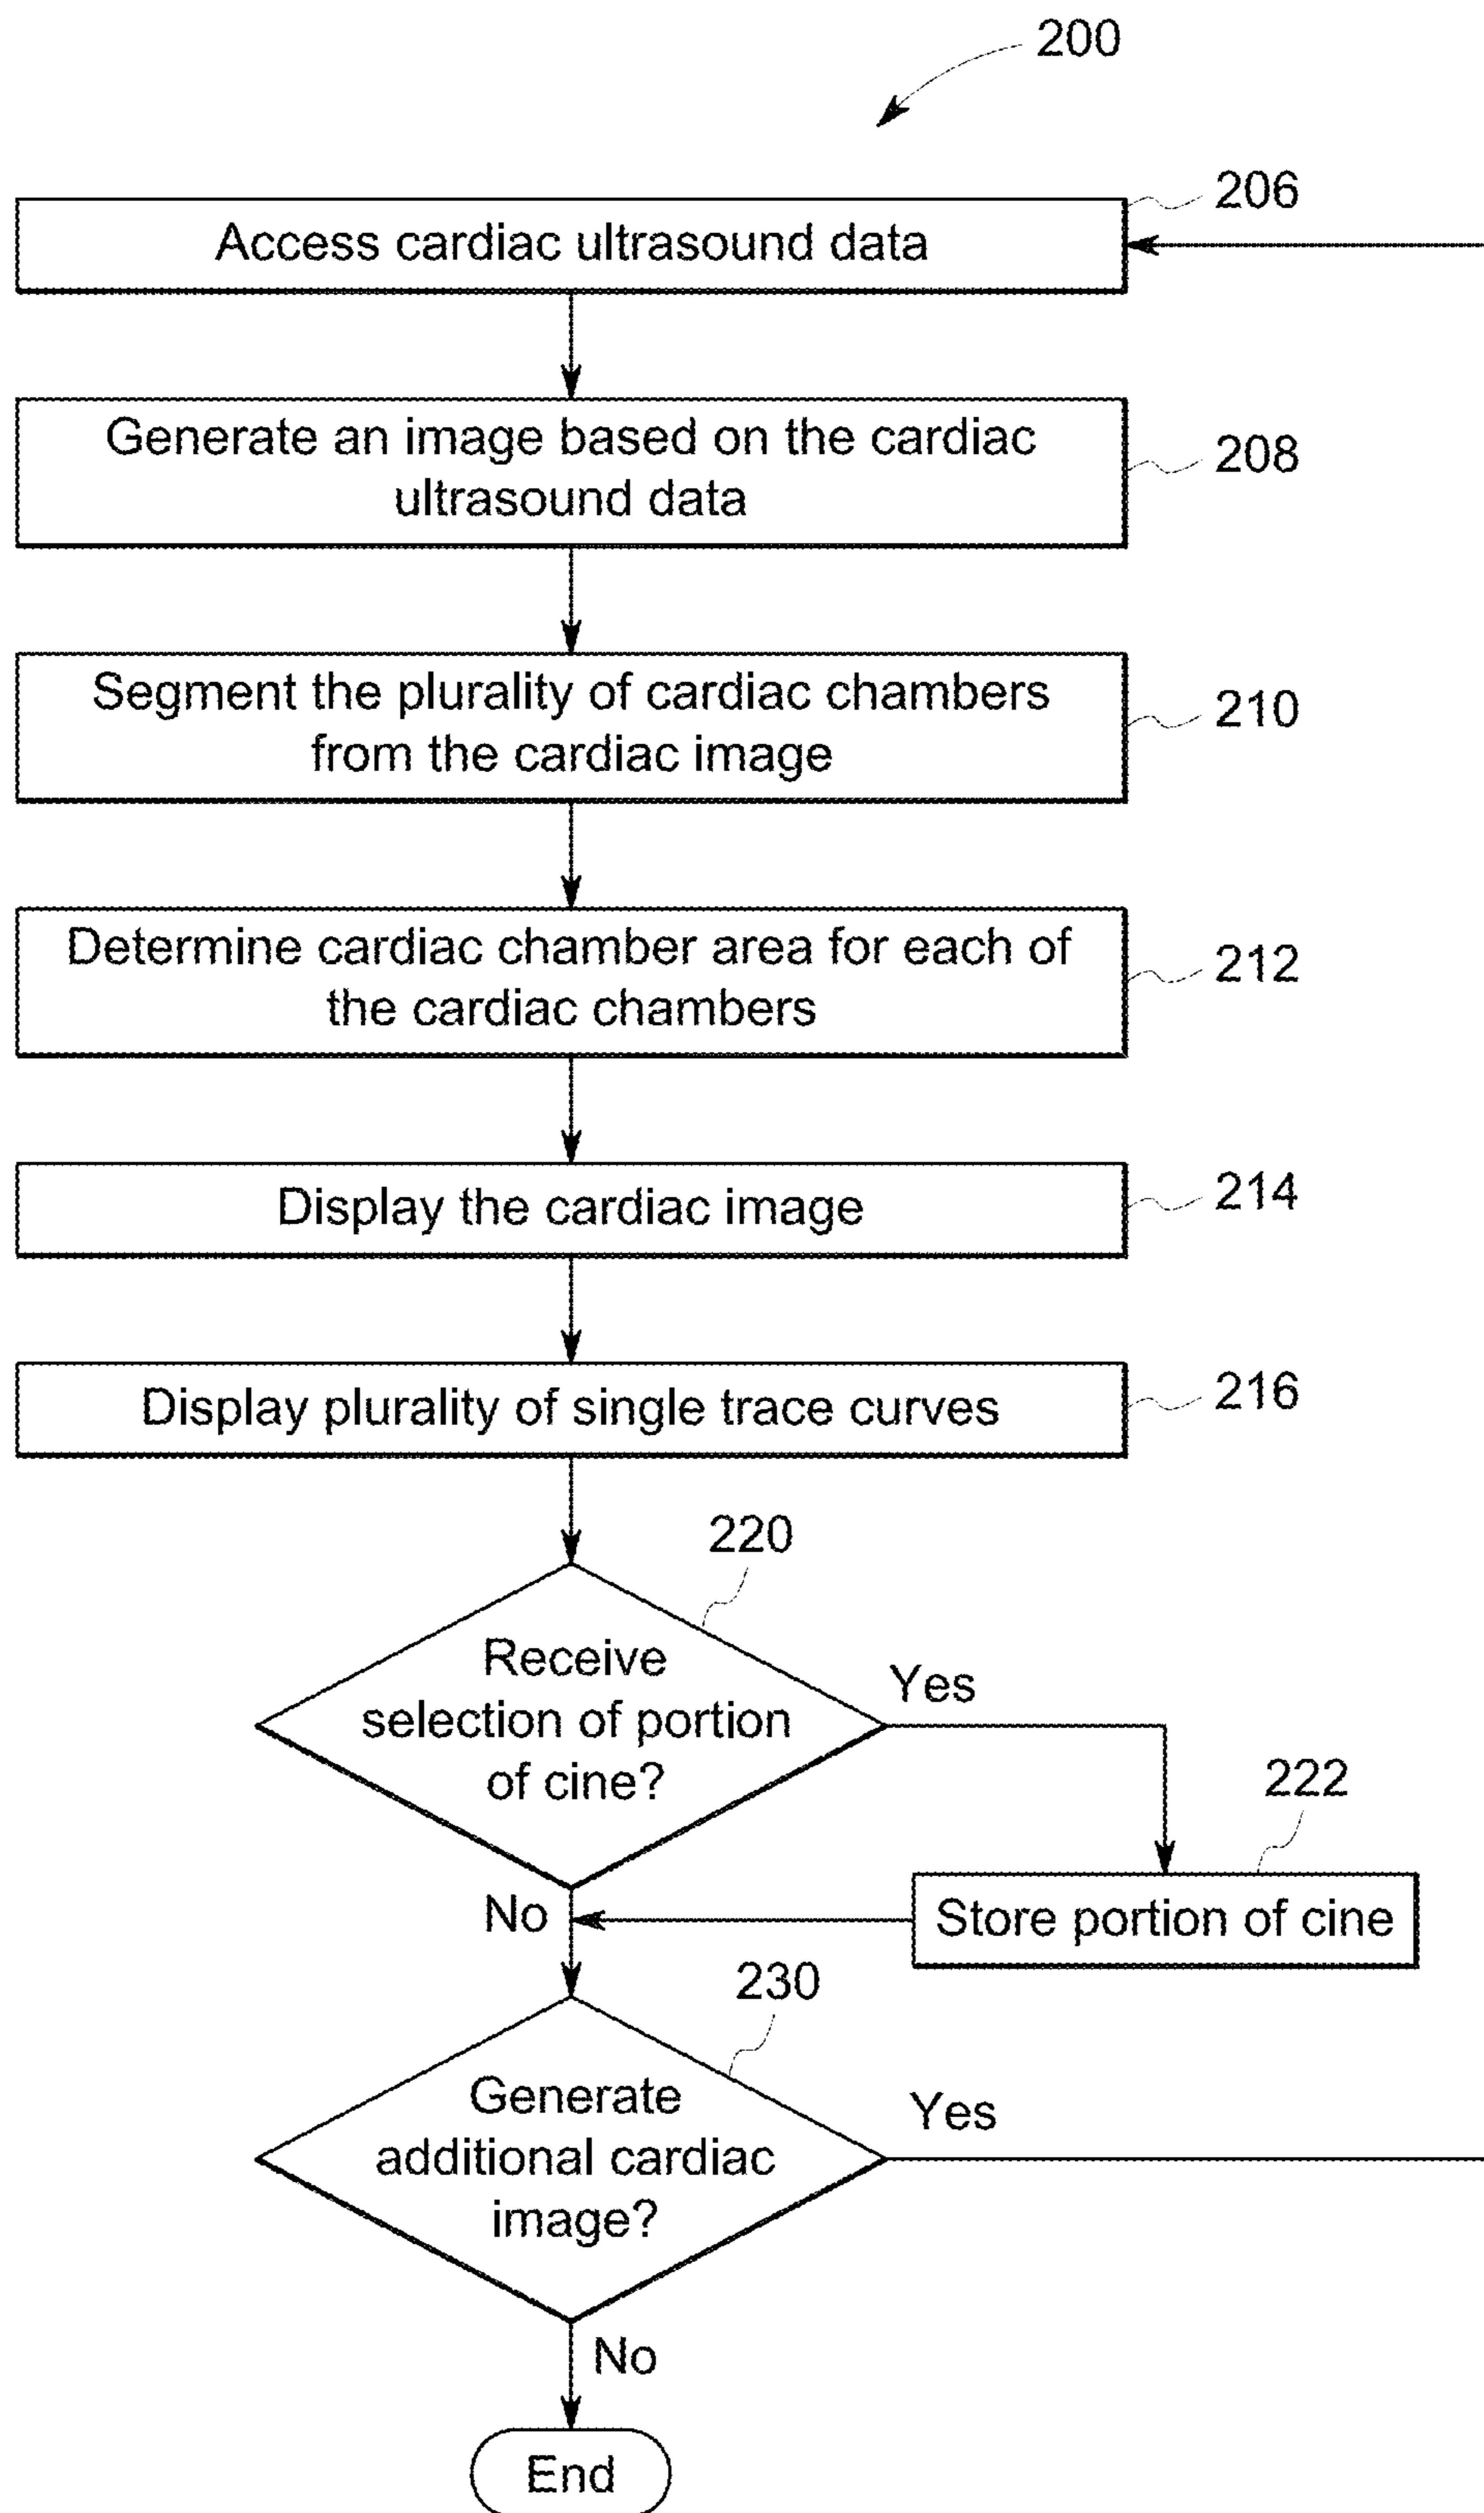 200
206
Access cardiac ultrasound data
Generate an image based on the cardiac
ultrasound data
208
Segment the plurality of cardiac chambers
from the cardiac image
210
Determine cardiac chamber area for each of
the cardiac chambers
212
Display the cardiac image
214
Display plurality of single trace curves
216
220
Receive
selection of portion
of cine?
Yes
222
Store portion of cine
No
230
Generate
additional cardiac
image?
Yes
No
End